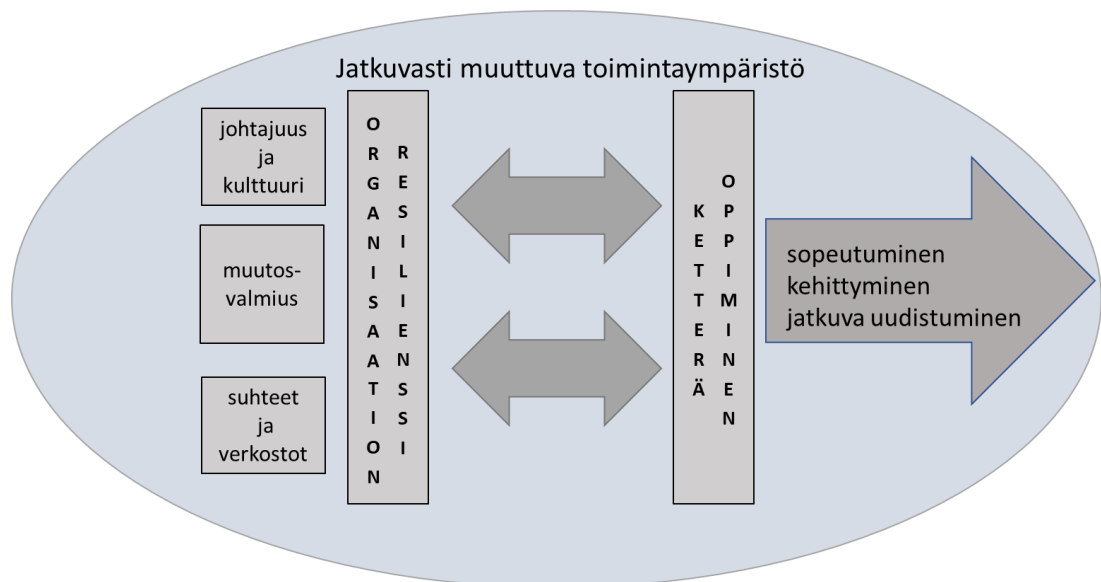 Jatkuvasti muuttuva toimintaympäristö
johtajuus
ja
kulttuuri
muutos-
valmius
suhteet
ja
verkostot
ORGANISAATION
RESILIENSSI
KETTERÄ
OPPIMINEN
sopeutuminen
kehittyminen
jatkuva uudistuminen